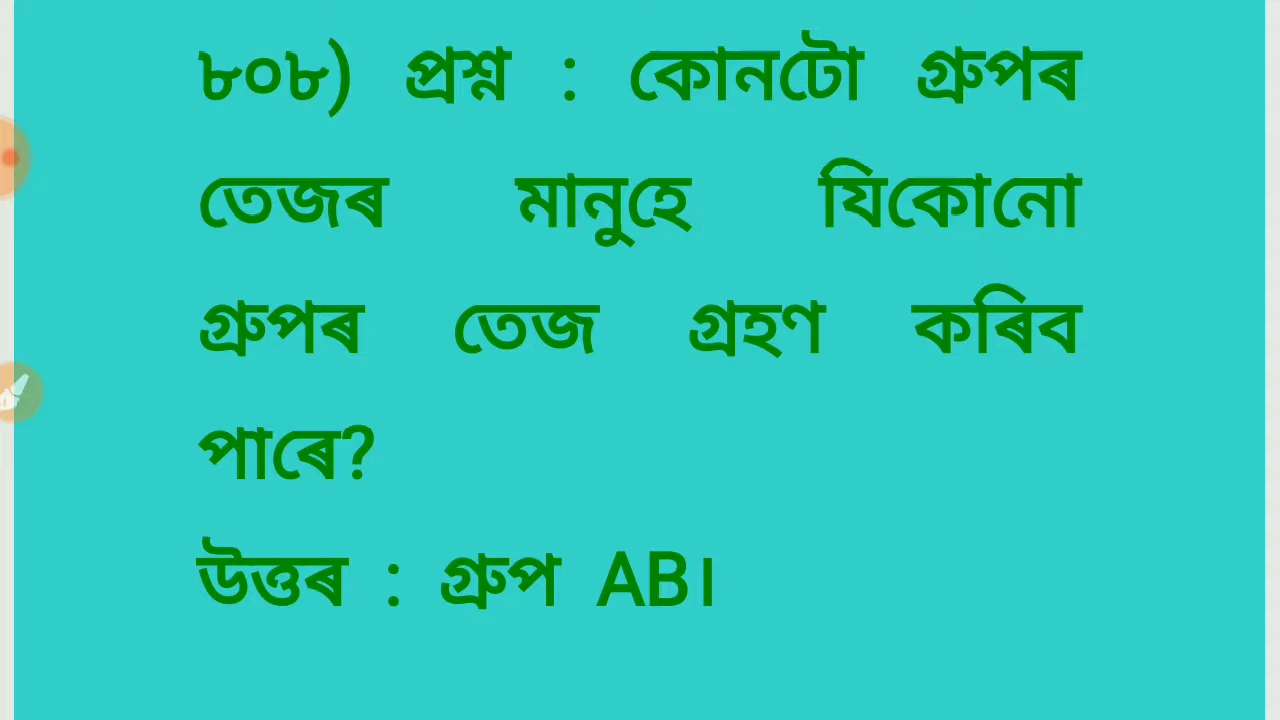 ৮০৮) প্ৰশ্ন : কোনটো গ্ৰুপৰ
তেজৰ মানুহে যিকোনো
গ্ৰুপৰ তেজ গ্ৰহণ কৰিব
পাৰে?
উত্তৰ : গ্ৰুপ AB।